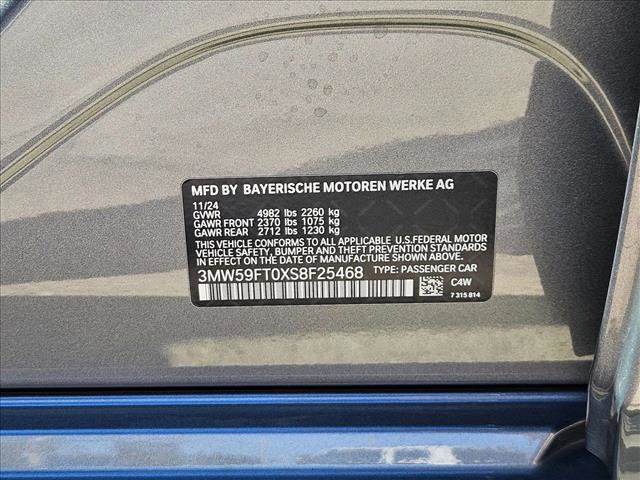 MFD BY BAYERISCHE MOTOREN WERKE AG
11/24
GVWR 4982 lbs 2260 kg
GAWR FRONT 2370 lbs 1075 kg
GAWR REAR 2712 lbs 1230 kg
THIS VEHICLE CONFORMS TO ALL APPLICABLE U.S.FEDERAL MOTOR
VEHICLE SAFETY, BUMPER AND THEFT PREVENTION STANDARDS
IN EFFECT ON THE DATE OF MANUFACTURE SHOWN ABOVE.
3MW59FT0XS8F25468 TYPE: PASSENGER CAR
C4W
7 315 814